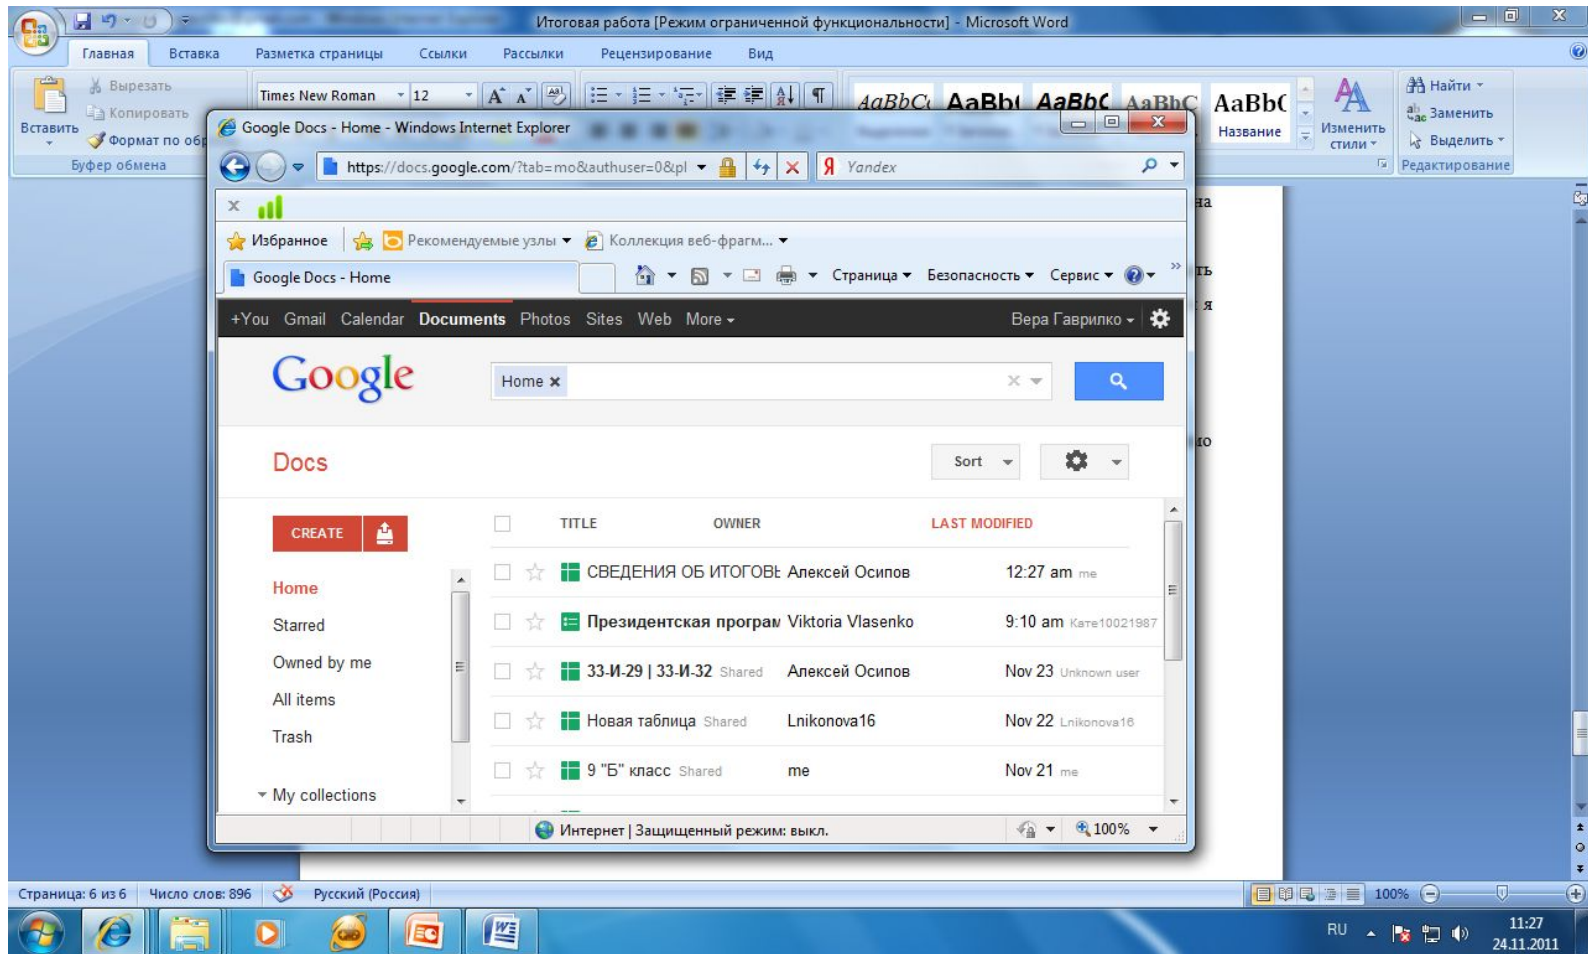 Итоговая работа [Режим ограниченной функциональности] - Microsoft Word
Главная Вставка Разметка страницы Ссылки Рассылки Рецензирование Вид
Вырезать
Копировать
Вставить
Формат по обр
Буфер обмена
Times New Roman 12
AaBbCc AaBb( AaBbC AaBbC AaBb(
Название
Изменить
стили
Найти
Заменить
Выделить
Редактирование
Google Docs - Home - Windows Internet Explorer
https://docs.google.com/?tab=mo&authuser=0&pl
Yandex
на
Избранное Рекомендуемые узлы Коллекция веб-фрагм...
Google Docs - Home
Страница Безопасность Сервис
ть
я
+You Gmail Calendar Documents Photos Sites Web More
Вера Гаврилко
Google
Home
мо
Docs
Sort
CREATE
TITLE OWNER LAST MODIFIED
Home
Starred
Owned by me
All items
Trash
My collections
СВЕДЕНИЯ ОБ ИТОГОВЬ Алексей Осипов 12:27 am me
Президентская програм Viktoria Vlasenko 9:10 am Kate10021987
33-И-29 | 33-И-32 Shared Алексей Осипов Nov 23 Unknown user
Новая таблица Shared Lnikonova16 Nov 22 Lnikonova16
9 "Б" класс Shared me Nov 21 me
Интернет | Защищенный режим: выкл.
100%
Страница: 6 из 6 Число слов: 896 Русский (Россия)
100%
RU
11:27
24.11.2011